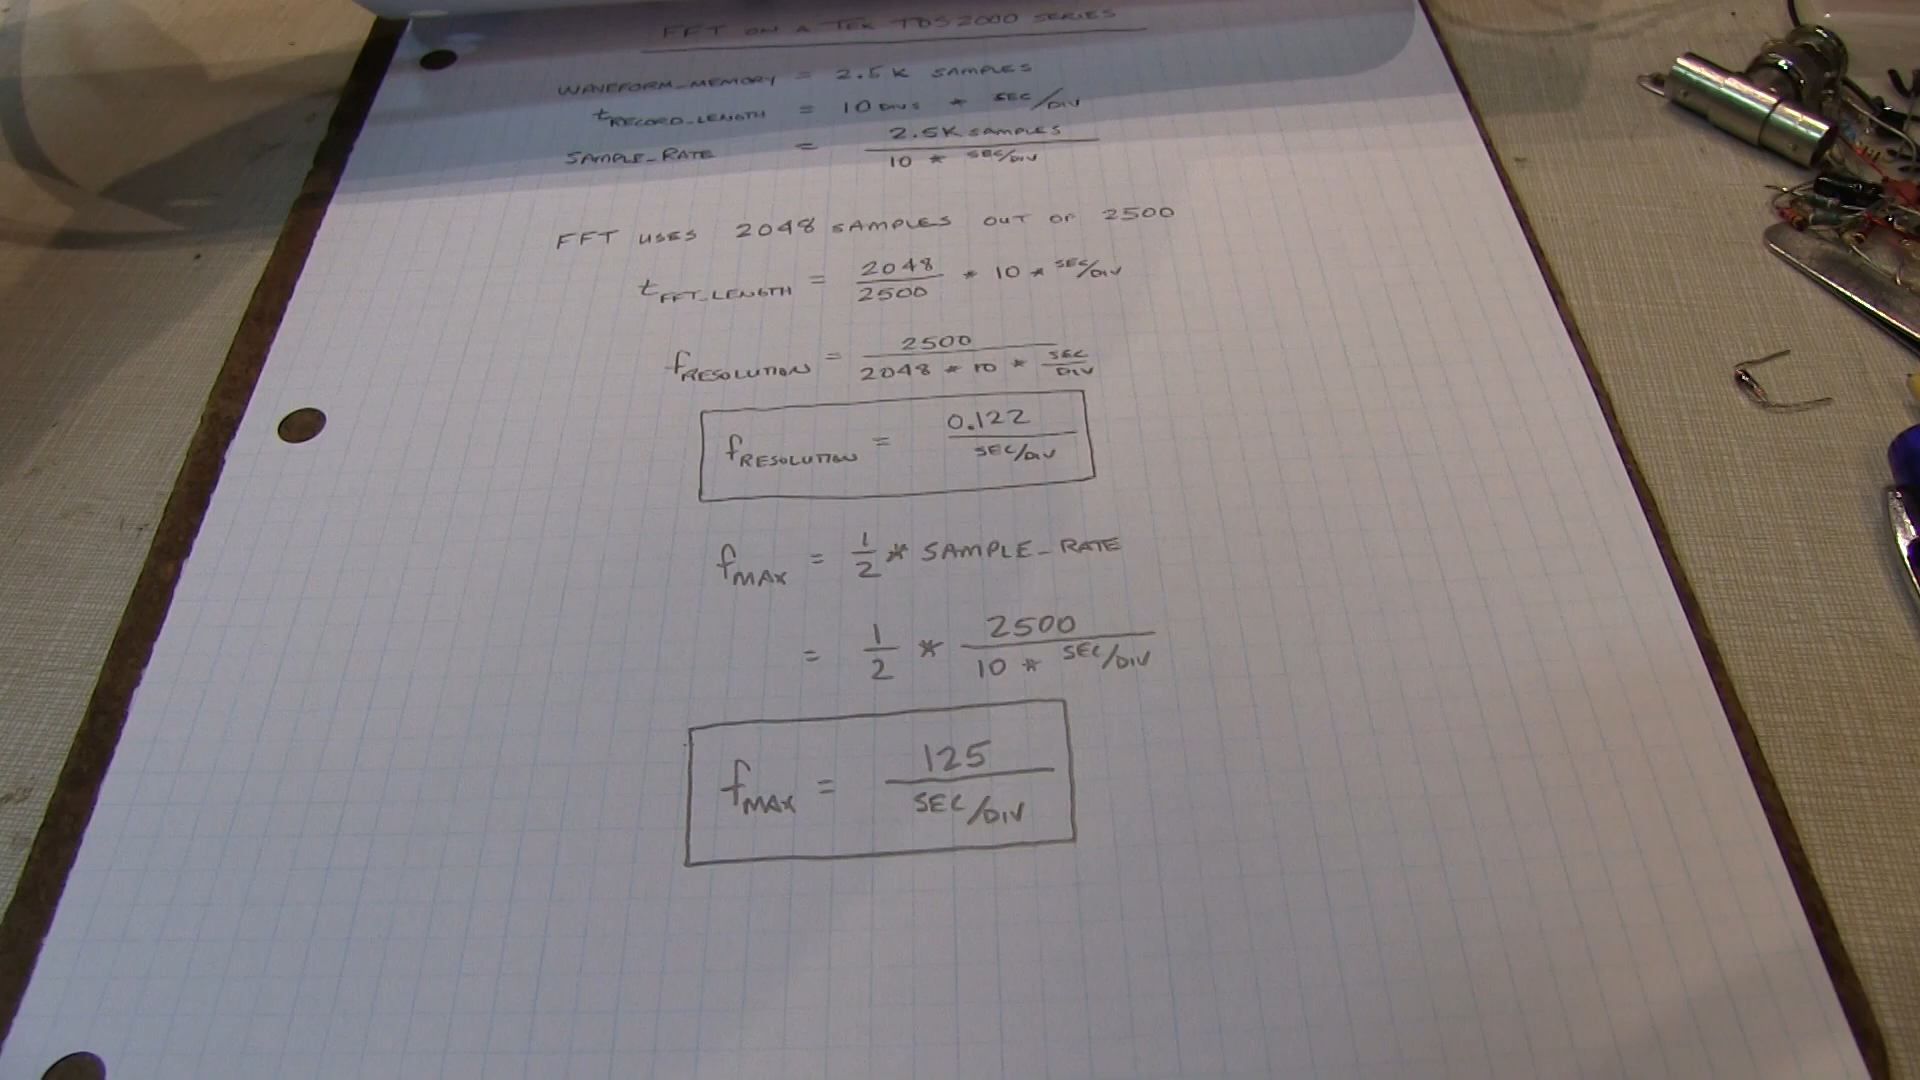 FFT ON A TEK TDS2000 SERIES
WAVEFORM_MEMORY = 2.5K SAMPLES
tRECORD_LENGTH = 10 DIVS * SEC/DIV
SAMPLE_RATE = 2.5K SAMPLES / 10 * SEC/DIV
FFT USES 2048 SAMPLES OUT OF 2500
tFFT_LENGTH = 2048/2500 * 10 * SEC/DIV
fRESOLUTION = 2500 / 2048 * 10 * SEC/DIV
fRESOLUTION = 0.122 / SEC/DIV
fMAX = 1/2 * SAMPLE_RATE
= 1/2 * 2500 / 10 * SEC/DIV
fMAX = 125 / SEC/DIV